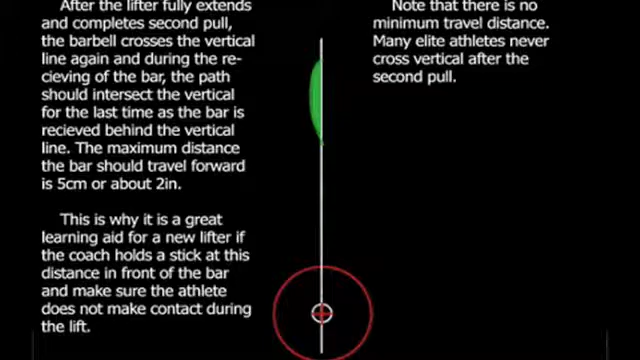 After the lifter fully extends
and completes second pull,
the barbell crosses the vertical
line again and during the re-
cieving of the bar, the path
should intersect the vertical
for the last time as the bar is
recieved behind the vertical
line. The maximum distance
the bar should travel forward
is 5cm or about 2in.
This is why it is a great
learning aid for a new lifter if
the coach holds a stick at this
distance in front of the bar
and make sure the athlete
does not make contact during
the lift.
Note that there is no
minimum travel distance.
Many elite athletes never
cross vertical after the
second pull.